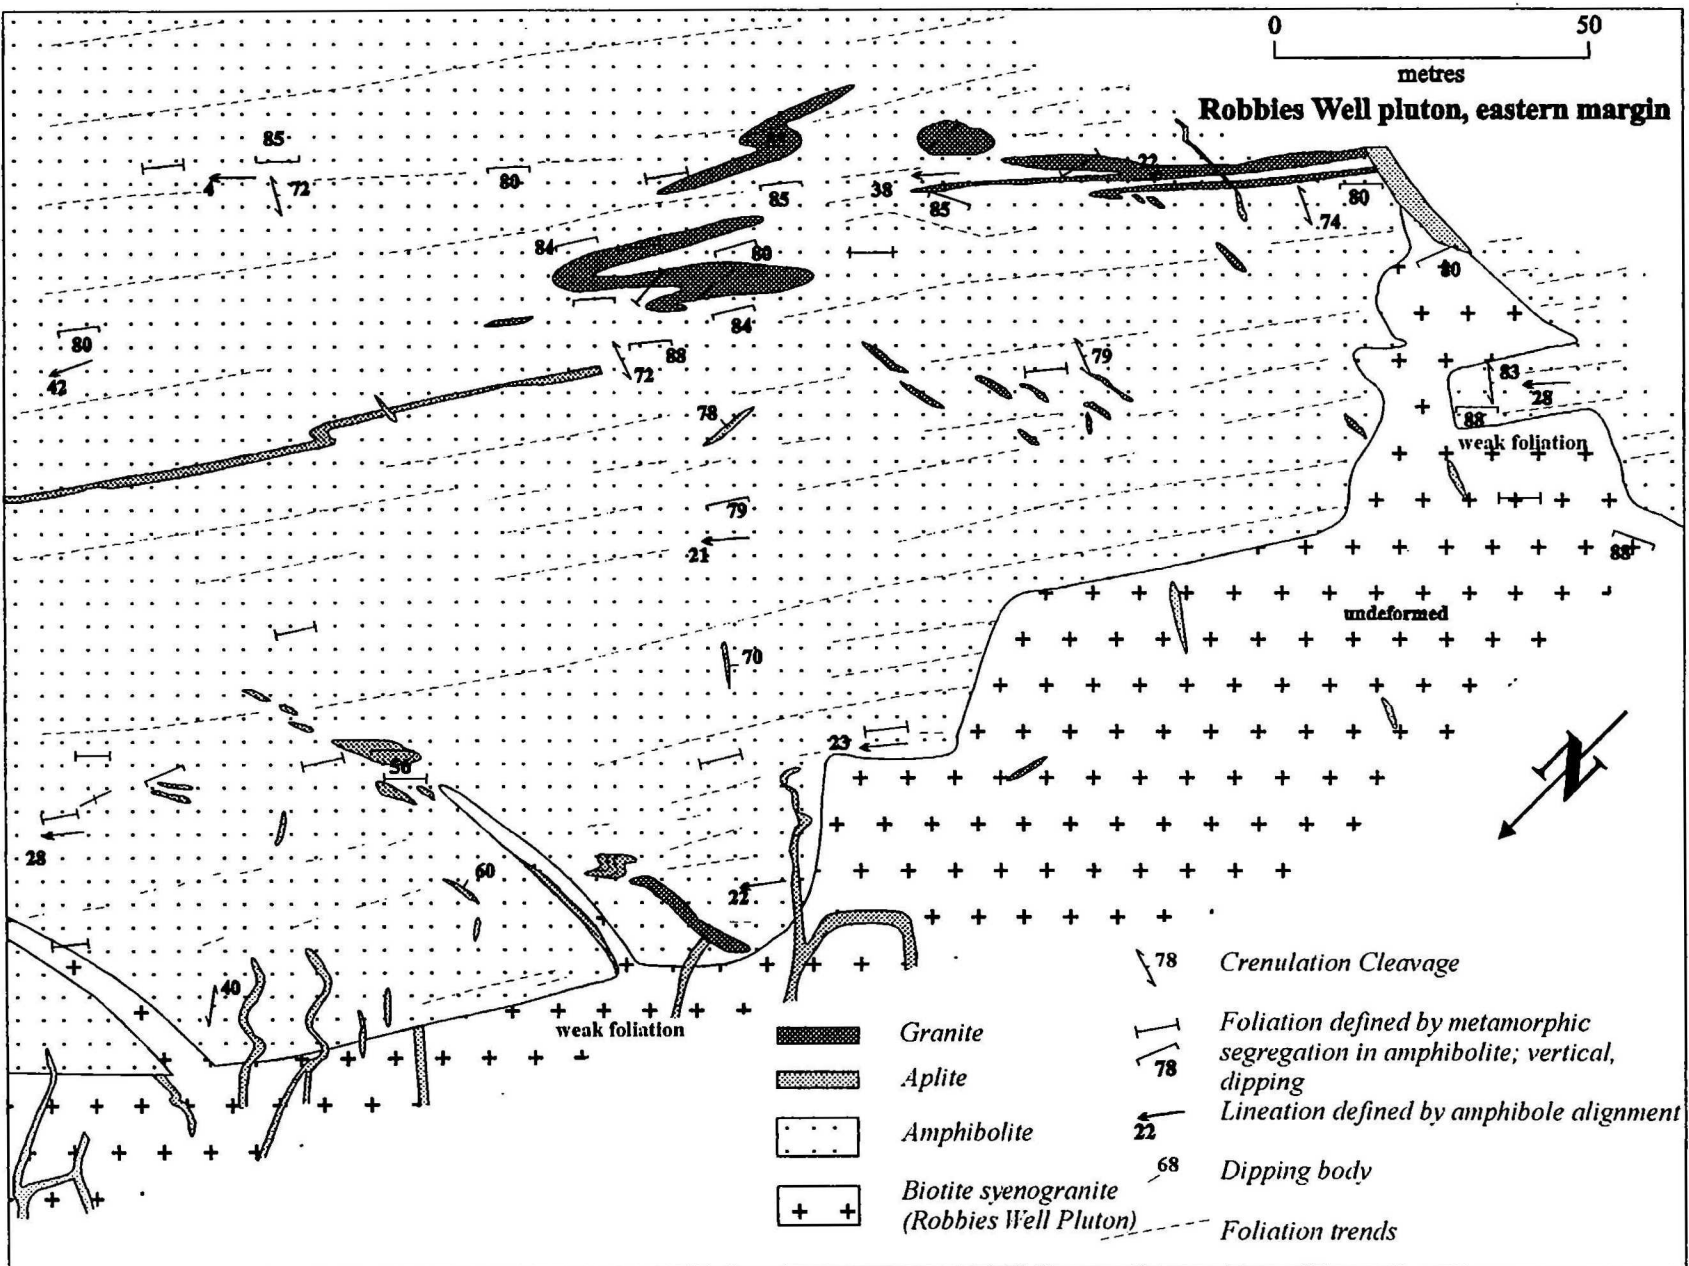 0 50
metres
Robbies Well pluton, eastern margin
85
4 72
80
85
38
85
22
80
74
84
80
80
84
80
42
88
72
79
83
28
88
weak foliation
78
79
21
88
undeformed
70
23
56
28
60
22
N
40
weak foliation
Granite
Aplite
Amphibolite
Biotite syenogranite
(Robbies Well Pluton)
78 Crenulation Cleavage
Foliation defined by metamorphic
segregation in amphibolite; vertical,
78 dipping
Lineation defined by amphibole alignment
22
68 Dipping body
Foliation trends